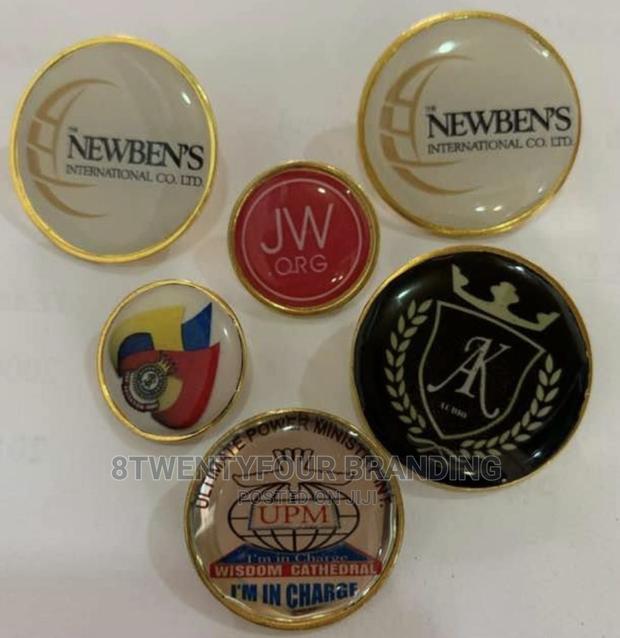 THE
NEWBEN'S
INTERNATIONAL CO. LTD.
THE
NEWBEN'S
INTERNATIONAL CO. LTD.
JW
.ORG
AK
AUDIO
8TWENTYFOUR BRANDING
POSTED ON JIJI
ULTIMATE POWER
UPM
I'm in Charge
WISDOM CATHEDRAL
I'M IN CHARGE